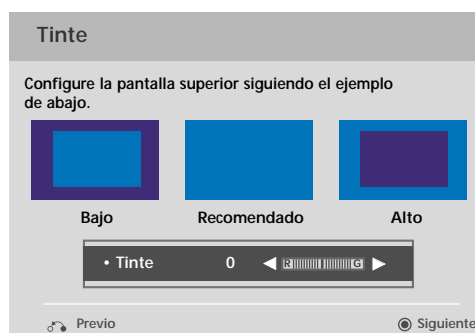 Tinte
Configure la pantalla superior siguiendo el ejemplo
de abajo.
Bajo Recomendado Alto
• Tinte 0 ◀ R G ▶
Previo Siguiente